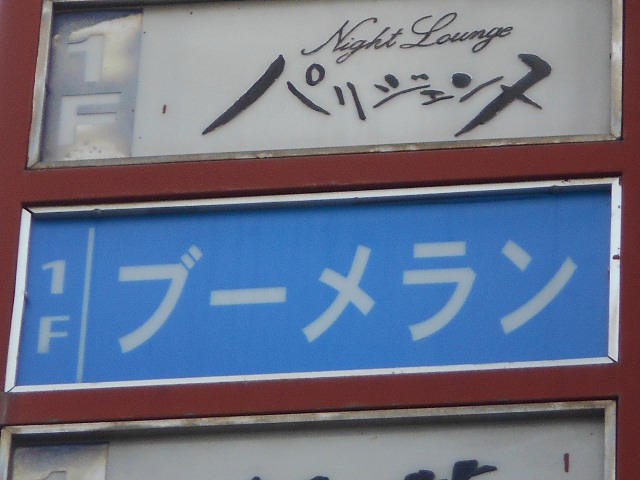 1F
Night Lounge
パリジェンヌ
1F
ブーメラン